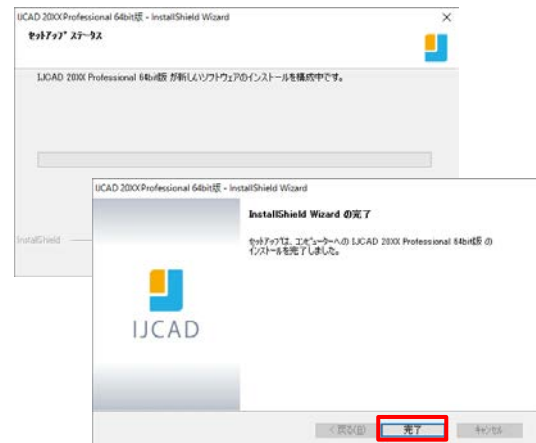 IJCAD 20XX Professional 64bit版 - InstallShield Wizard
セットアップ ステータス
IJCAD 20XX Professional 64bit版 が新しいソフトウェアのインストールを構成中です。
InstallShield
IJCAD 20XX Professional 64bit版 - InstallShield Wizard
InstallShield Wizard の完了
セットアップは、コンピューターへの IJCAD 20XX Professional 64bit版 の
インストールを完了しました。
IJCAD
< 戻る(B) 完了 キャンセル